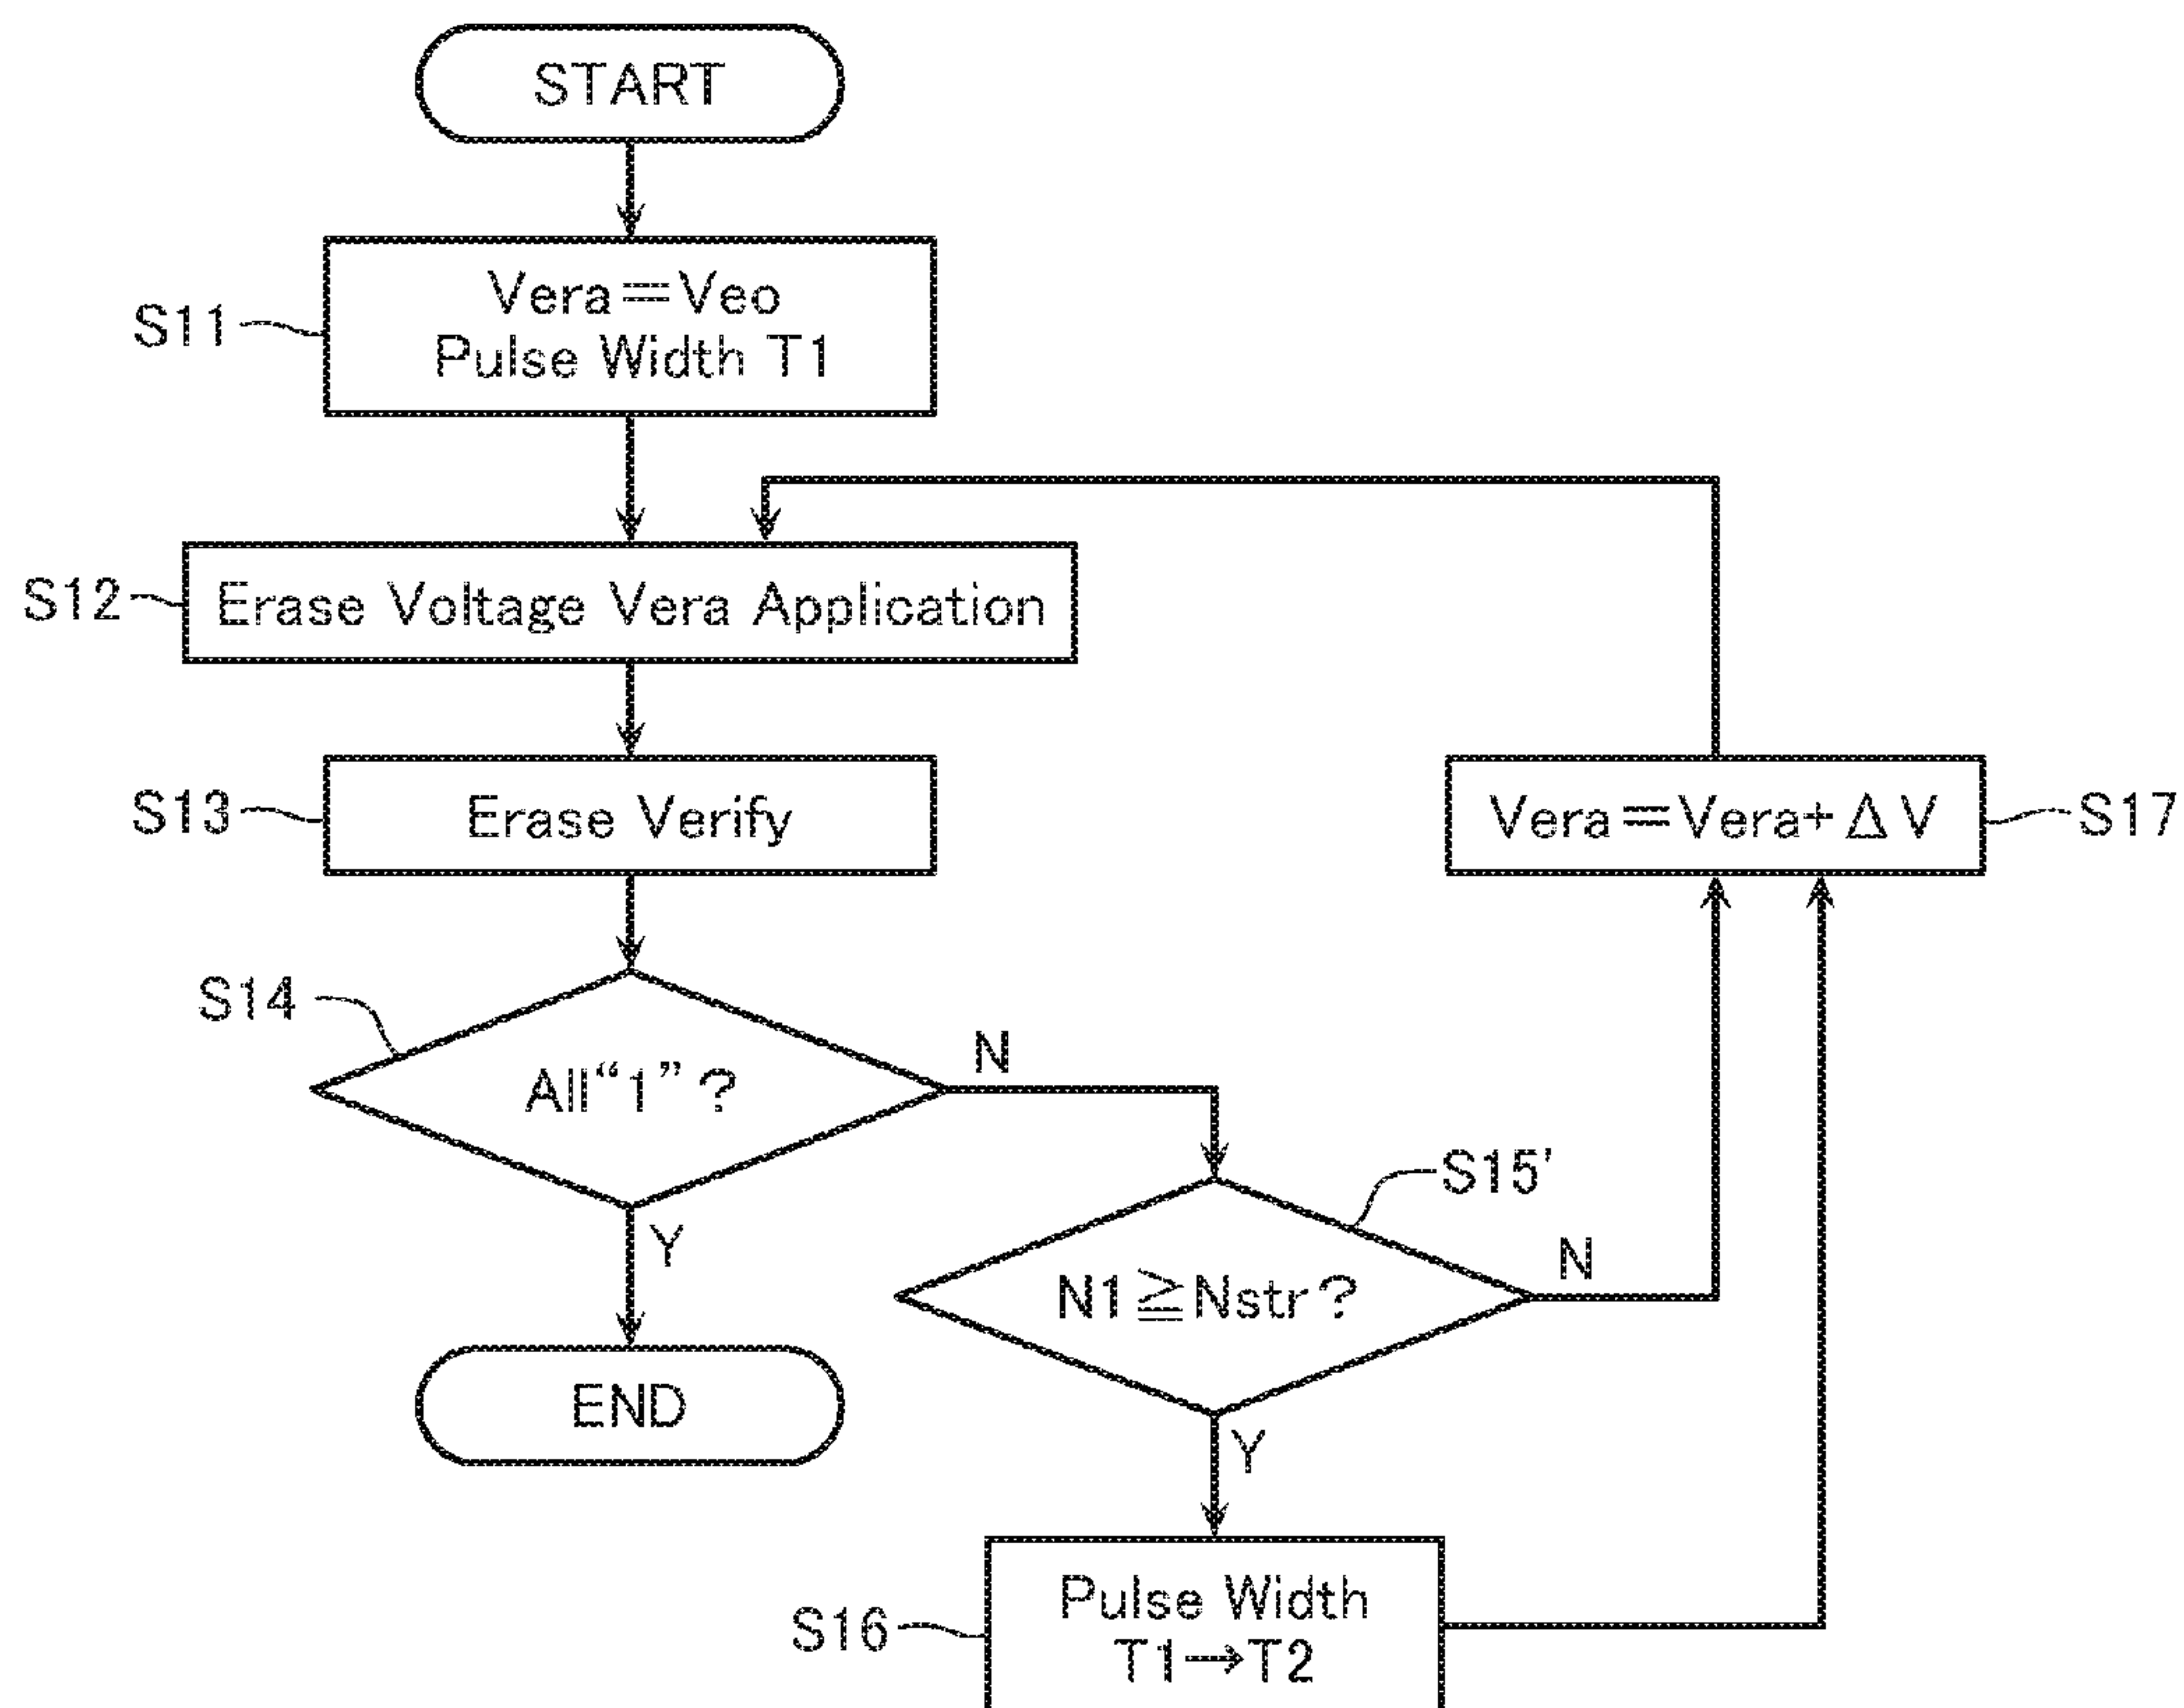 START
S11
Vera=Veo
Pulse Width T1
S12
Erase Voltage Vera Application
S13
Erase Verify
Vera=Vera+ΔV
S17
S14
All“1”?
N
Y
S15'
N1≧Nstr?
N
Y
END
S16
Pulse Width
T1→T2